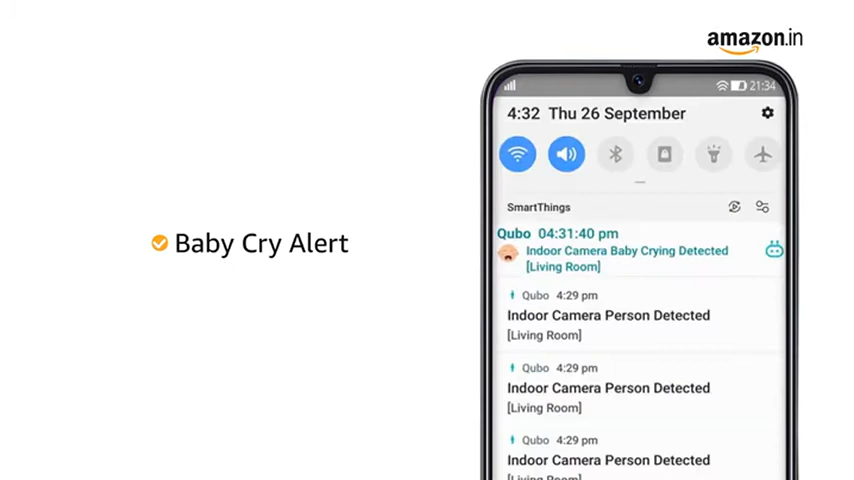 amazon.in
21:34
4:32 Thu 26 September
SmartThings
Qubo 04:31:40 pm
Indoor Camera Baby Crying Detected
[Living Room]
Baby Cry Alert
Qubo 4:29 pm
Indoor Camera Person Detected
[Living Room]
Qubo 4:29 pm
Indoor Camera Person Detected
[Living Room]
Qubo 4:29 pm
Indoor Camera Person Detected